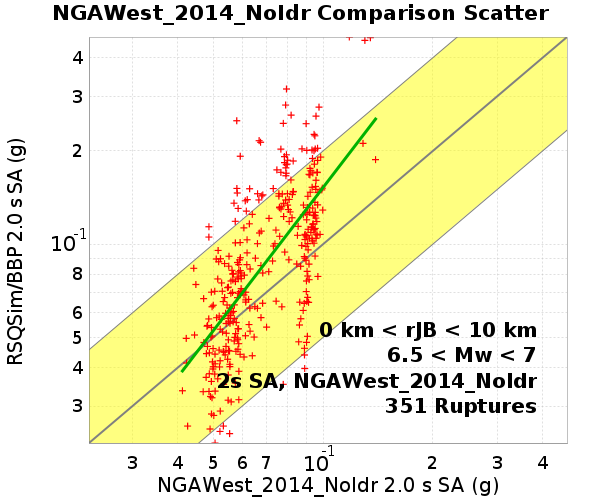 NGAWest_2014_NoIdr Comparison Scatter
4
3
2
10^-1
8
6
5
4
3
RSQSim/BBP 2.0 s SA (g)
0 km < rJB < 10 km
6.5 < Mw < 7
2s SA, NGAWest_2014_NoIdr
351 Ruptures
3 4 5 6 7 10^-1 2 3 4
NGAWest_2014_NoIdr 2.0 s SA (g)